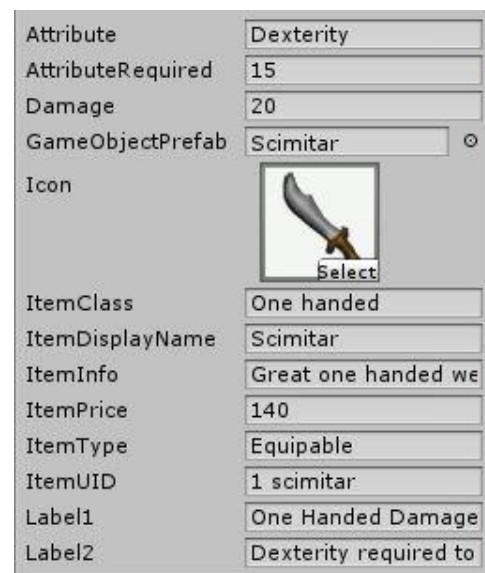 Attribute Dexterity
AttributeRequired 15
Damage 20
GameObjectPrefab Scimitar
Icon
Select
ItemClass One handed
ItemDisplayName Scimitar
ItemInfo Great one handed we
ItemPrice 140
ItemType Equipable
ItemUID 1 scimitar
Label1 One Handed Damage
Label2 Dexterity required to